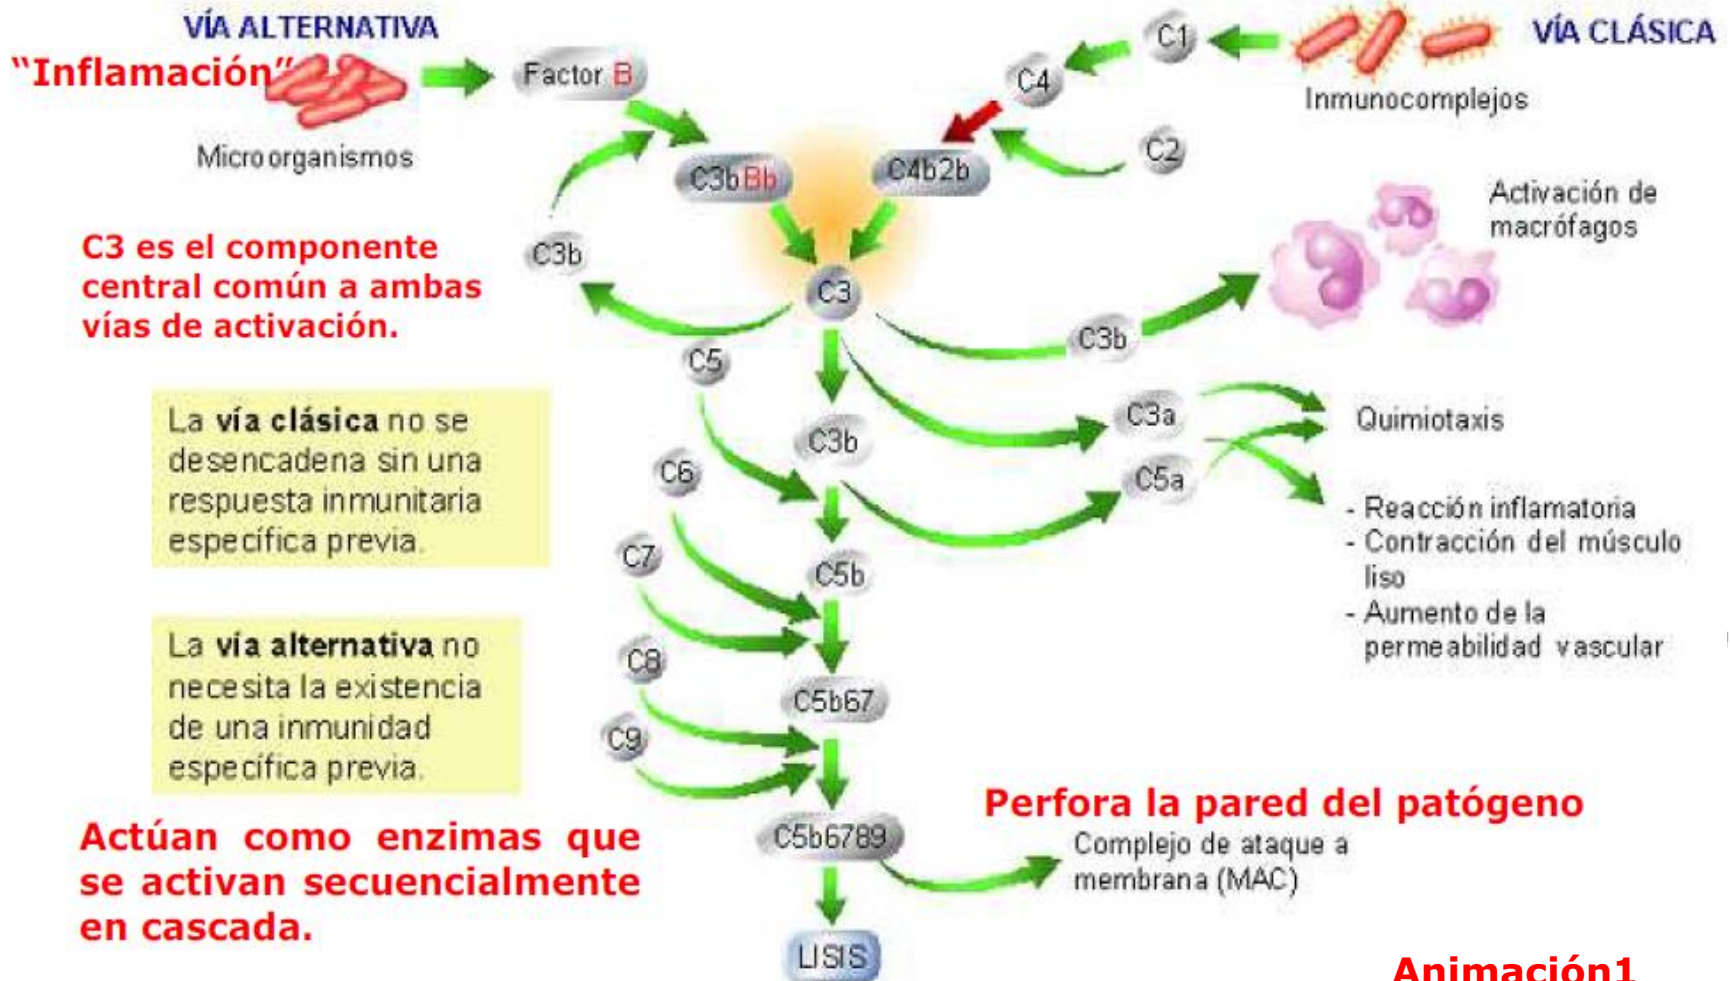 VÍA ALTERNATIVA
"Inflamación"
Microorganismos
Factor B
C3bBb
C3b
C1
C4
C2
C4b2b
VÍA CLÁSICA
Inmunocomplejos
C3
C3 es el componente
central común a ambas
vías de activación.
Activación de
macrófagos
C3b
C3a
C5a
Quimiotaxis
- Reacción inflamatoria
- Contracción del músculo
liso
- Aumento de la
permeabilidad vascular
La vía clásica no se
desencadena sin una
respuesta inmunitaria
específica previa.
La vía alternativa no
necesita la existencia
de una inmunidad
específica previa.
C5
C3b
C6
C7
C5b
C8
C5b67
C9
C5b6789
LISIS
Actúan como enzimas que
se activan secuencialmente
en cascada.
Perfora la pared del patógeno
Complejo de ataque a
membrana (MAC)
Animación1